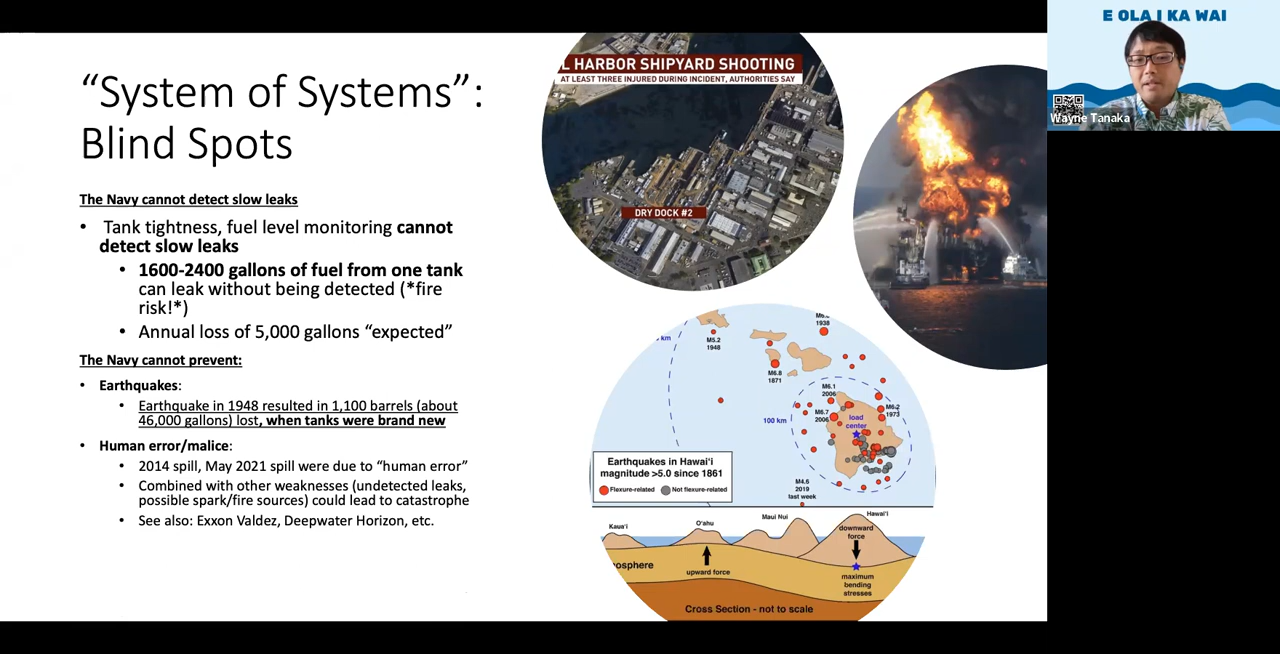 “System of Systems”:
Blind Spots
The Navy cannot detect slow leaks
• Tank tightness, fuel level monitoring cannot
detect slow leaks
• 1600-2400 gallons of fuel from one tank
can leak without being detected (*fire
risk!*)
• Annual loss of 5,000 gallons “expected”
The Navy cannot prevent:
• Earthquakes:
• Earthquake in 1948 resulted in 1,100 barrels (about
46,000 gallons) lost, when tanks were brand new
• Human error/malice:
• 2014 spill, May 2021 spill were due to “human error”
• Combined with other weaknesses (undetected leaks,
possible spark/fire sources) could lead to catastrophe
• See also: Exxon Valdez, Deepwater Horizon, etc.
L HARBOR SHIPYARD SHOOTING
AT LEAST THREE INJURED DURING INCIDENT, AUTHORITIES SAY
DRY DOCK #2
km
M5.2
1948
1938
M6.8
1871
M6.1
2006
M6.7
2006
M6.2
1973
100 km
load
center
M4.6
2019
last week
Earthquakes in Hawai‘i
magnitude >5.0 since 1861
Flexure-related
Not flexure-related
Kaua‘i
O‘ahu
Maui Nui
Hawai‘i
downward
force
osphere
upward force
maximum
bending
stresses
Cross Section - not to scale
E OLA I KA WAI
Wayne Tanaka